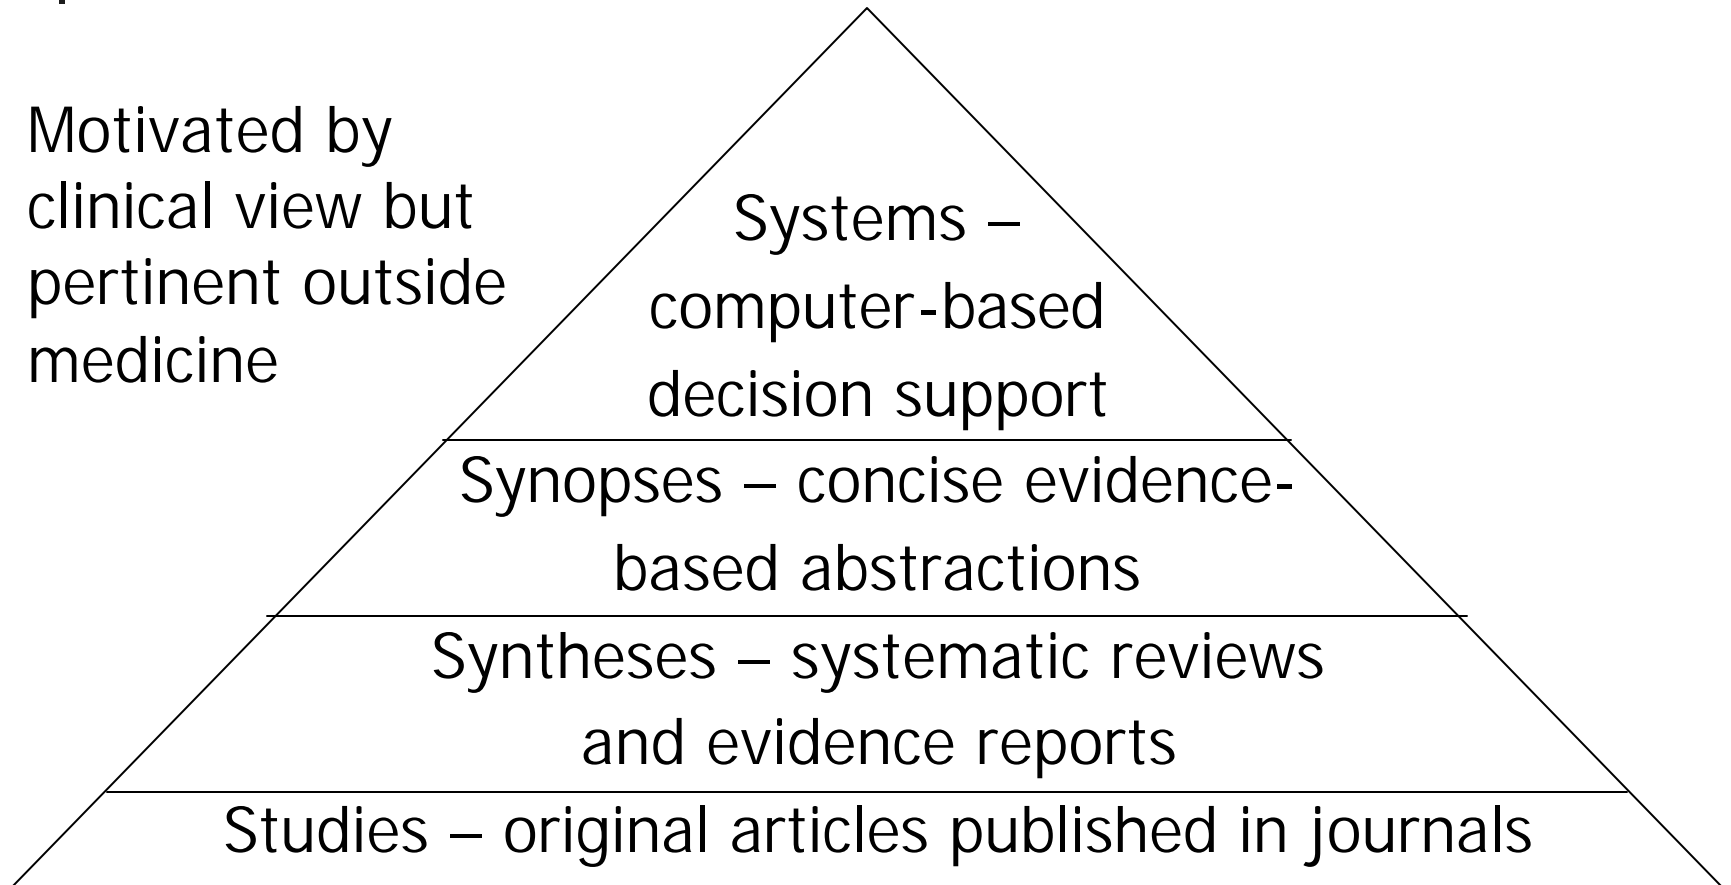 Motivated by
clinical view but
pertinent outside
medicine
Systems –
computer-based
decision support
Synopses – concise evidence-
based abstractions
Syntheses – systematic reviews
and evidence reports
Studies – original articles published in journals